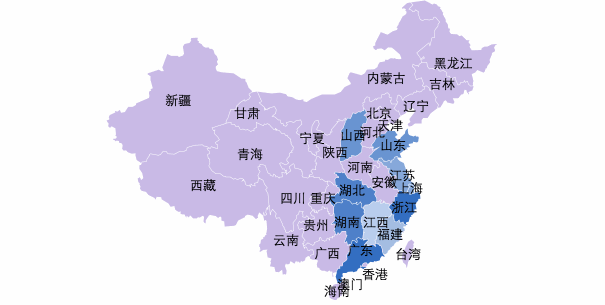 黑龙江
内蒙古
吉林
新疆
辽宁
甘肃
北京
天津
河北
山西
宁夏
山东
陕西
青海
河南
江苏
安徽
上海
西藏
湖北
四川
重庆
浙江
湖南
江西
贵州
福建
云南
广东
广西
台湾
香港
澳门
海南